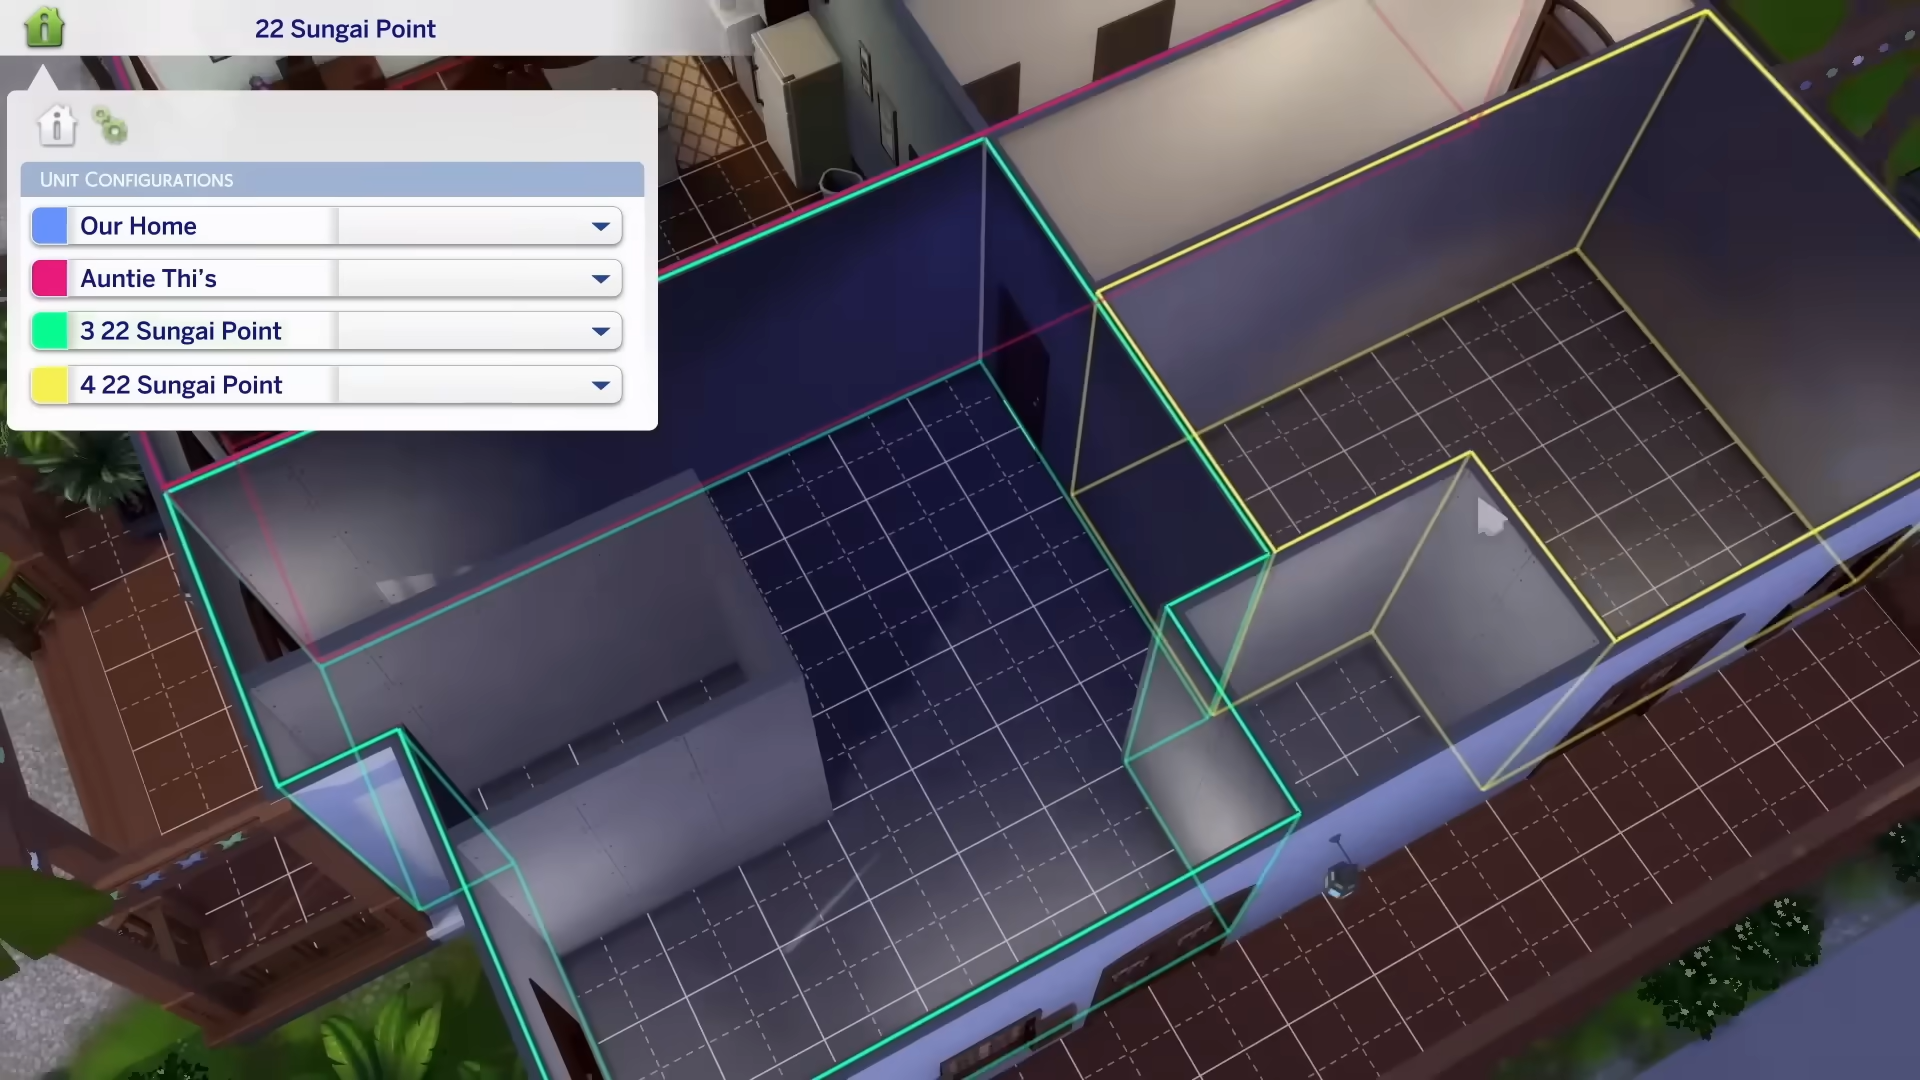 22 Sungai Point
UNIT CONFIGURATIONS
Our Home
Auntie Thi's
3 22 Sungai Point
4 22 Sungai Point